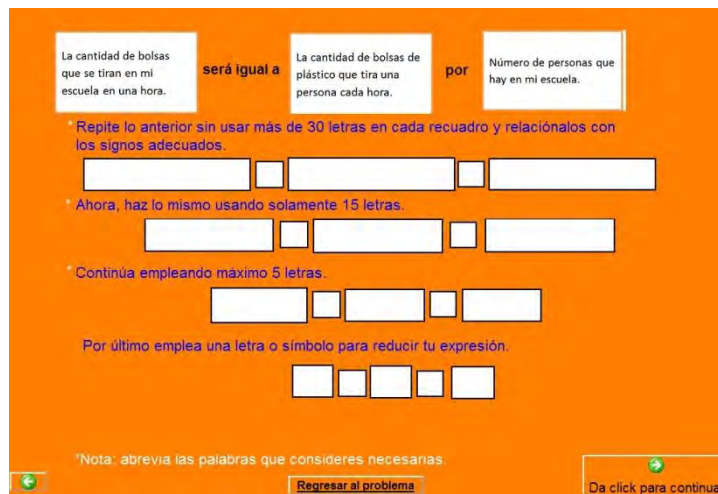 La cantidad de bolsas
que se tiran en mi
escuela en una hora.
será igual a
La cantidad de bolsas de
plástico que tira una
persona cada hora.
por
Número de personas que
hay en mi escuela.
* Repite lo anterior sin usar más de 30 letras en cada recuadro y relaciónalos con
los signos adecuados.
* Ahora, haz lo mismo usando solamente 15 letras.
* Continúa empleando máximo 5 letras.
Por último emplea una letra o símbolo para reducir tu expresión.
*Nota: abrevia las palabras que consideres necesarias.
Regresar al problema
Da click para continua